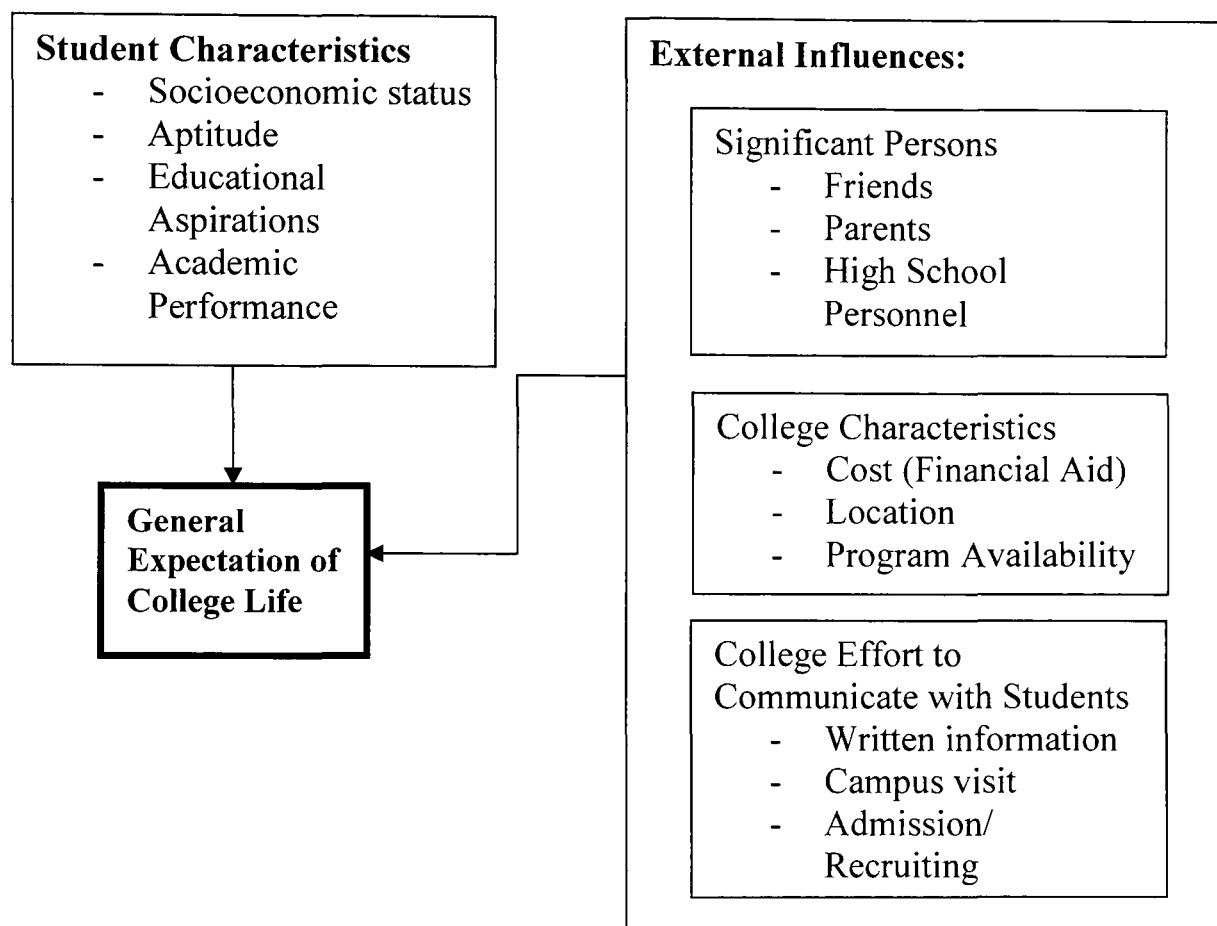 Student Characteristics
- Socioeconomic status
- Aptitude
- Educational
Aspirations
- Academic
Performance
General
Expectation of
College Life
External Influences:
Significant Persons
- Friends
- Parents
- High School
Personnel
College Characteristics
- Cost (Financial Aid)
- Location
- Program Availability
College Effort to
Communicate with Students
- Written information
- Campus visit
- Admission/
Recruiting